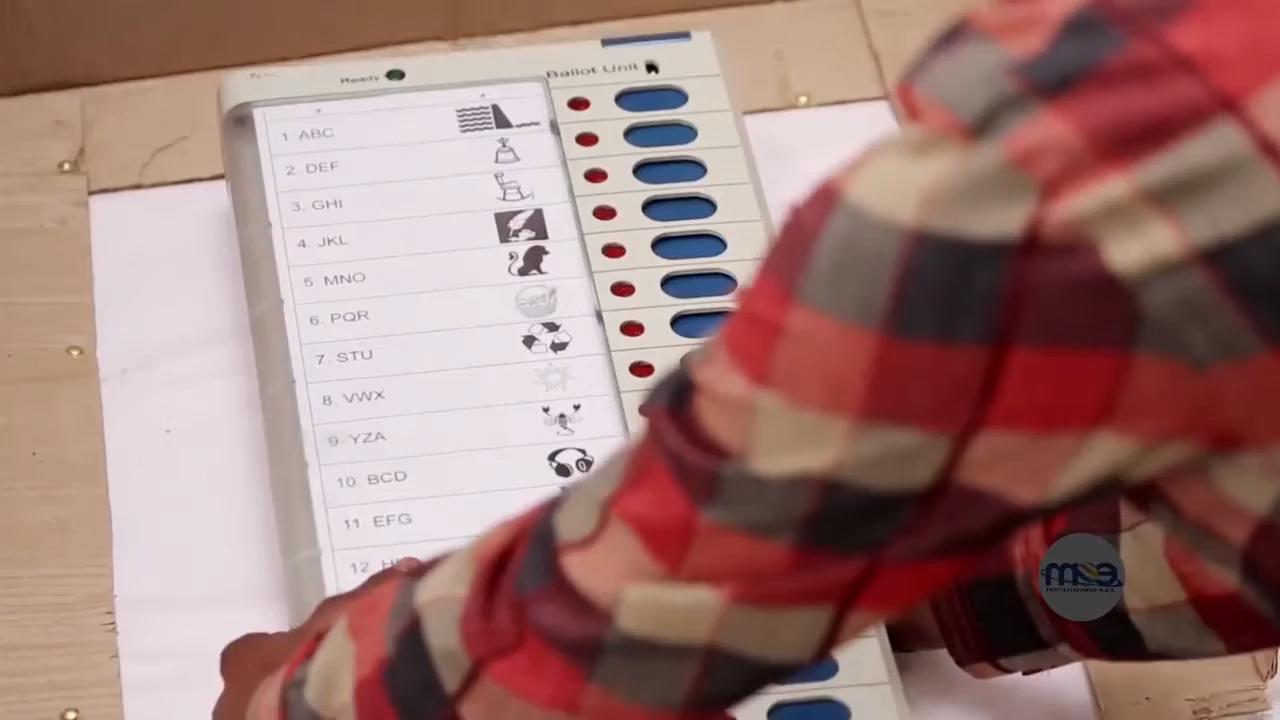 Ready
Ballot Unit
1 ABC
2. DEF
3. GHI
4. JKL
5 MNO
6. PQR
7. STU
8. VWX
9 YZA
10. BCD
11. EFG
12